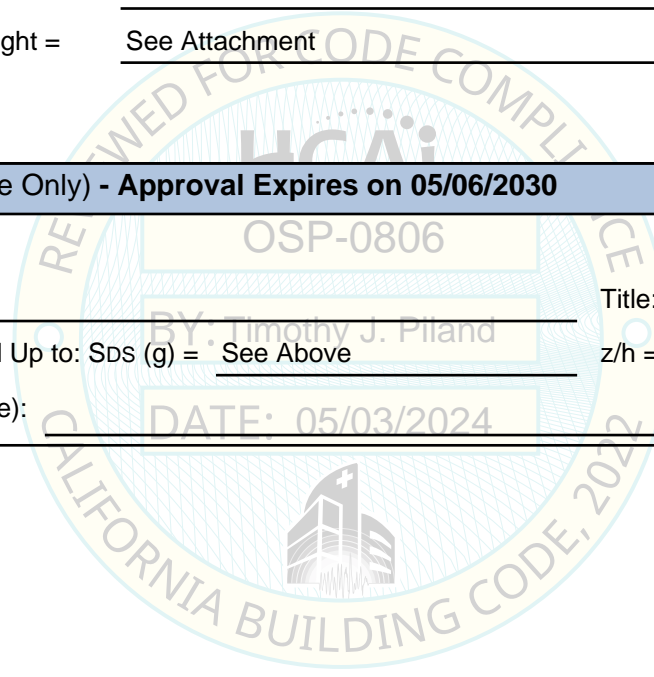 ght = See Attachment
REVIEWED FOR CODE COMPLIANCE
HCAi
e Only) - Approval Expires on 05/06/2030
OSP-0806
Title:
BY: Timothy J. Piland
Up to: SDS (g) = See Above z/h =
e):
DATE: 05/03/2024
CALIFORNIA BUILDING CODE, 2022